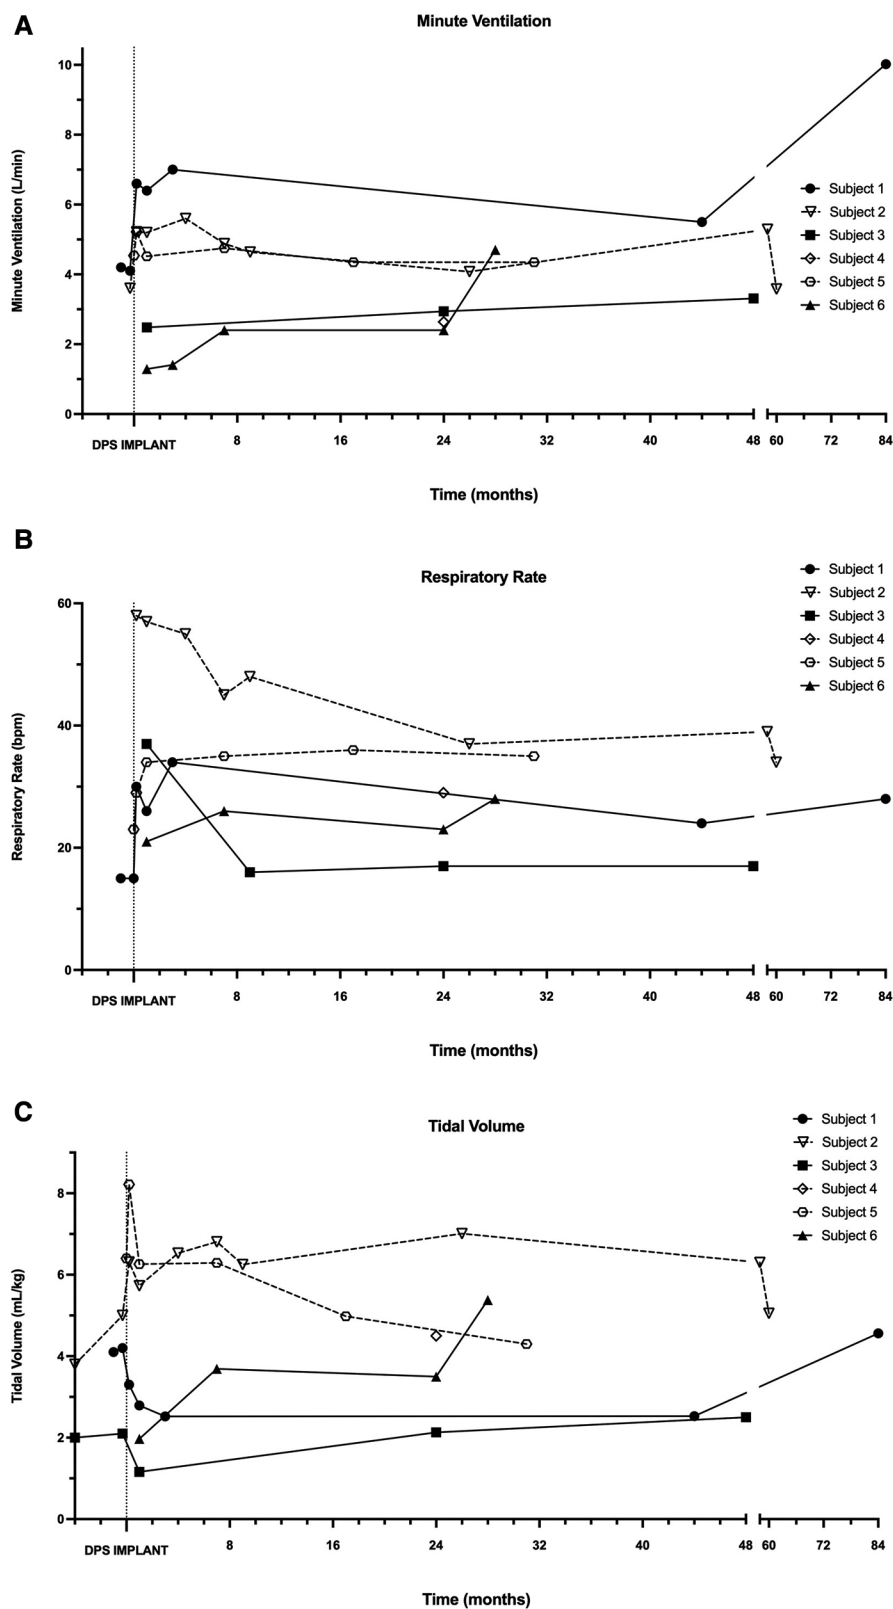 A
Minute Ventilation
Minute Ventilation (L/min)
10
8
6
4
2
0
Subject 1
Subject 2
Subject 3
Subject 4
Subject 5
Subject 6
DPS IMPLANT 8 16 24 32 40 48 60 72 84
Time (months)
B
Respiratory Rate
Respiratory Rate (bpm)
60
40
20
0
Subject 1
Subject 2
Subject 3
Subject 4
Subject 5
Subject 6
DPS IMPLANT 8 16 24 32 40 48 60 72 84
Time (months)
C
Tidal Volume
Tidal Volume (mL/kg)
8
6
4
2
0
Subject 1
Subject 2
Subject 3
Subject 4
Subject 5
Subject 6
DPS IMPLANT 8 16 24 32 40 48 60 72 84
Time (months)